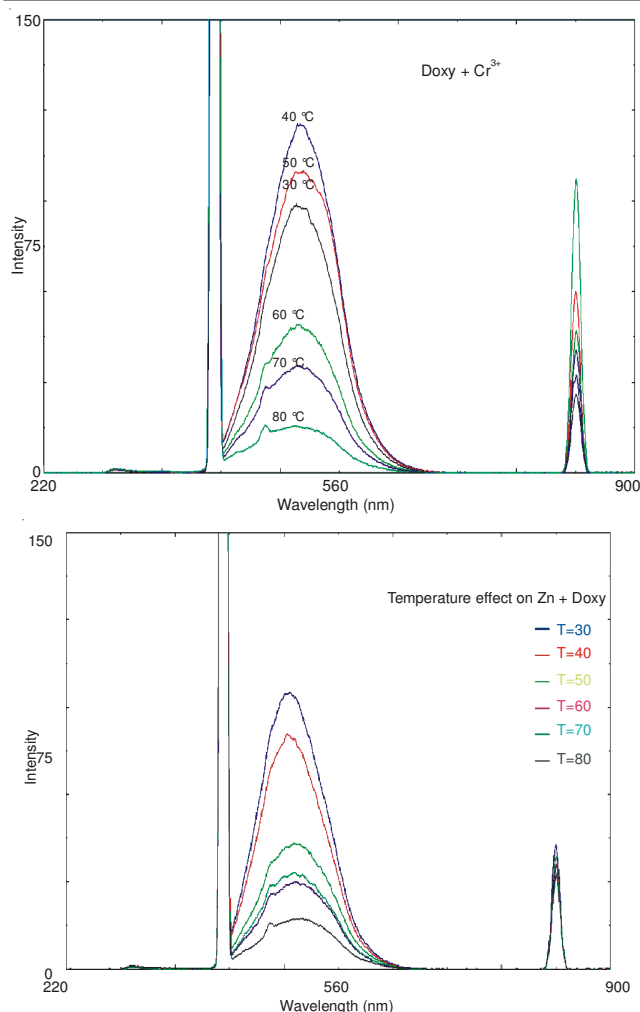 150
Doxy + Cr³⁺
40 °C
50 °C
30 °C
75
Intensity
60 °C
70 °C
80 °C
0
220 560 900
Wavelength (nm)
150
Temperature effect on Zn + Doxy
T=30
T=40
T=50
T=60
T=70
T=80
75
Intensity
0
220 560 900
Wavelength (nm)